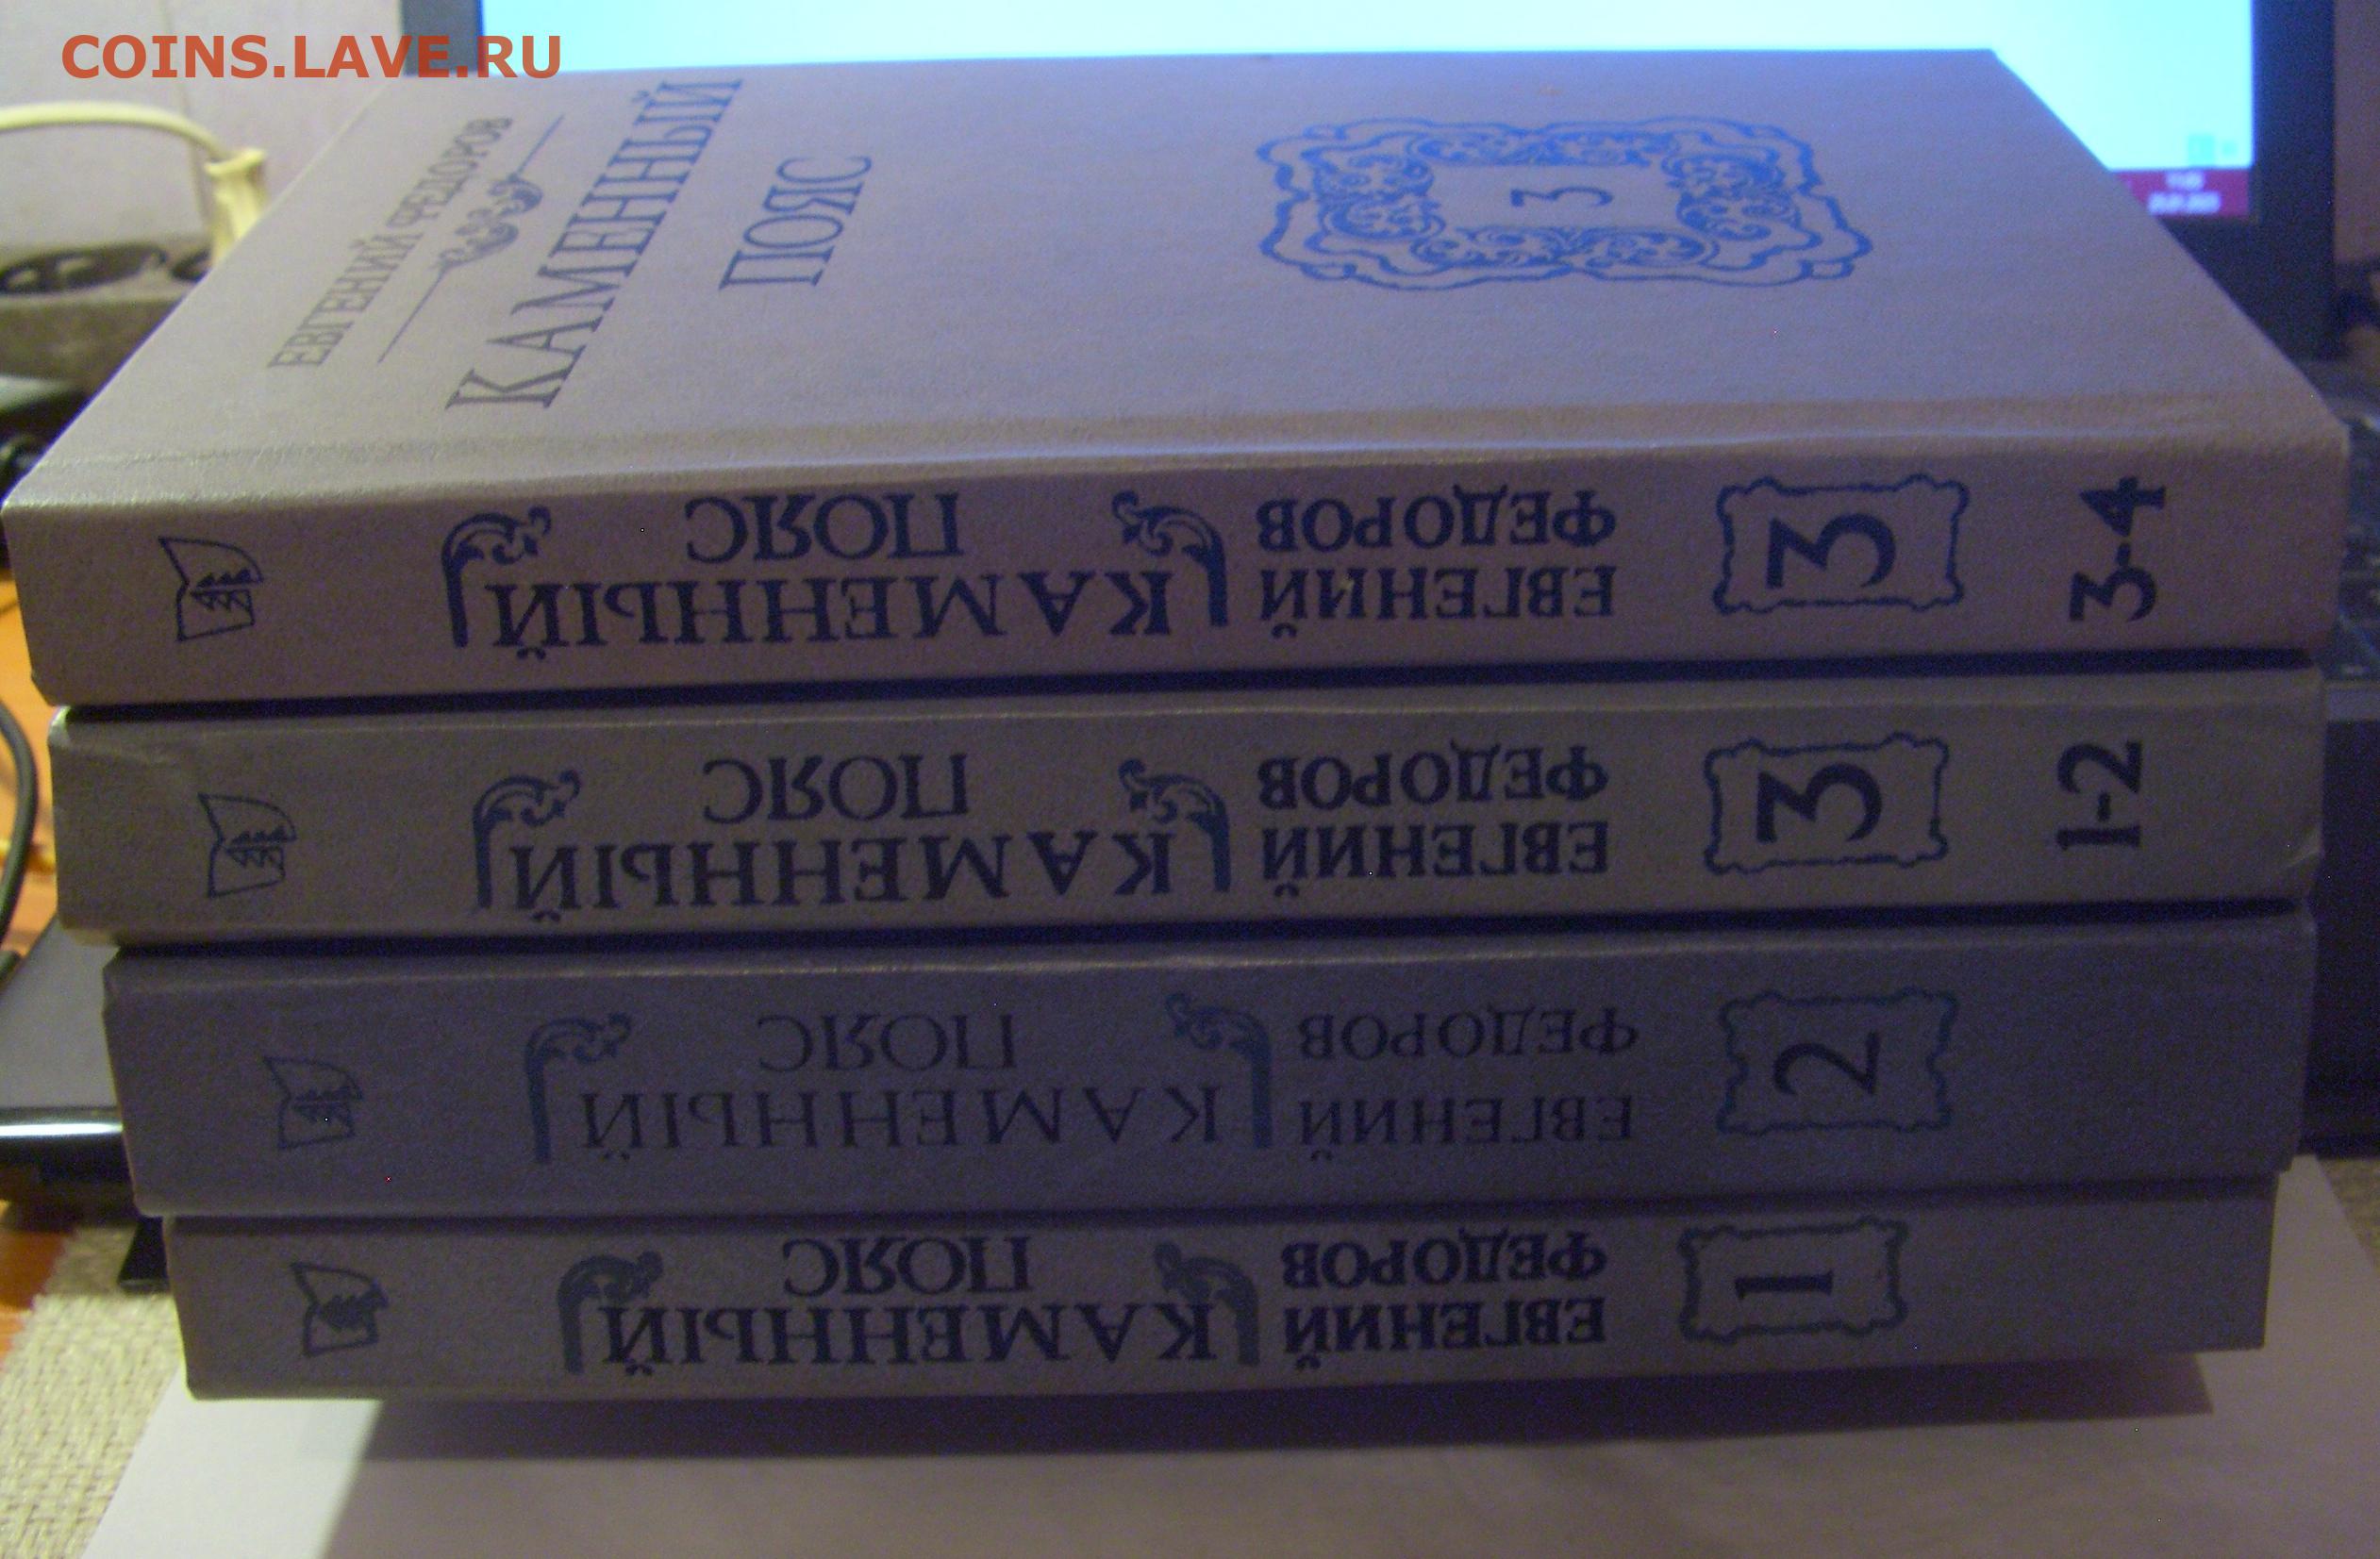 COINS.LAVE.RU
ЕВГЕНИЙ ФЕДОРОВ
КАМЕННЫЙ
ПОЯС
3
3-4
3
ЕВГЕНИЙ
ФЕДОРОВ
КАМЕННЫЙ
ПОЯС
1-2
3
ЕВГЕНИЙ
ФЕДОРОВ
КАМЕННЫЙ
ПОЯС
2
ЕВГЕНИЙ
ФЕДОРОВ
КАМЕННЫЙ
ПОЯС
1
ЕВГЕНИЙ
ФЕДОРОВ
КАМЕННЫЙ
ПОЯС